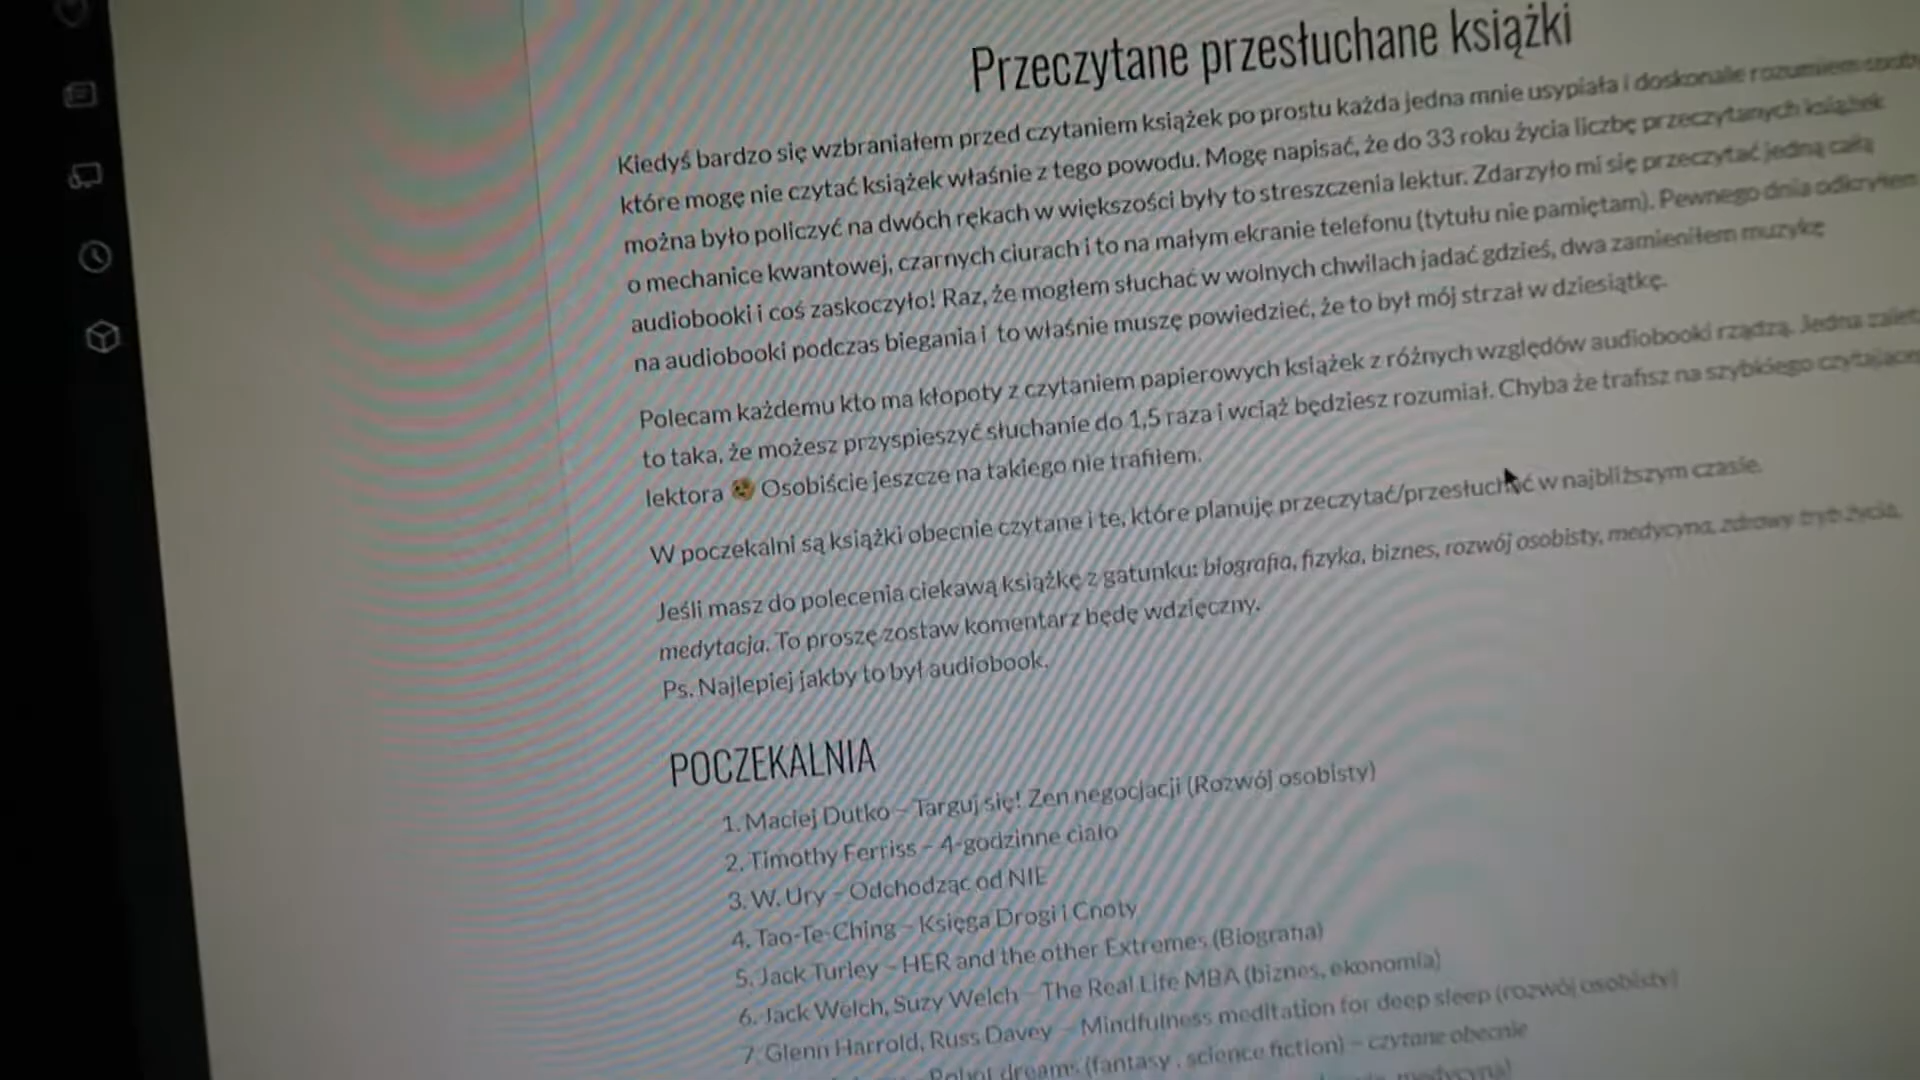 Przeczytane przesłuchane książki
Kiedyś bardzo się wzbraniałem przed czytaniem książek po prostu każda jedna mnie usypiała i doskonale rozumiem
które mogę nie czytać książek właśnie z tego powodu. Mogę napisać, że do 33 roku życia liczbę przeczytanych książek
można było policzyć na dwóch rękach w większości były to streszczenia lektur. Zdarzyło mi się przeczytać jedną całą
o mechanice kwantowej, czarnych ciurach i to na małym ekranie telefonu (tytułu nie pamiętam). Pewnego dnia odkryłem
audiobooki i coś zaskoczyło! Raz, że mogłem słuchać w wolnych chwilach jadać gdzieś, dwa zamieniłem muzykę
na audiobooki podczas biegania i to właśnie muszę powiedzieć, że to był mój strzał w dziesiątkę.
Polecam każdemu kto ma kłopoty z czytaniem papierowych książek z różnych względów audiobooki rządzą. Jedna
to taka, że możesz przyspieszyć słuchanie do 1,5 raza i wciąż będziesz rozumiał. Chyba że trafisz na szybkiego
lektora 😉 Osobiście jeszcze na takiego nie trafiłem.
W poczekalni są książki obecnie czytane i te, które planuję przeczytać/przesłuchać w najbliższym czasie.
Jeśli masz do polecenia ciekawą książkę z gatunku: biografia, fizyka, biznes, rozwój osobisty, medycyna, zdrowy tryb życia,
medytacja. To proszę zostaw komentarz będę wdzięczny.
Ps. Najlepiej jakby to był audiobook.
POCZEKALNIA
1. Maciej Dutko – Targuj się! Zen negocjacji (Rozwój osobisty)
2. Timothy Ferriss – 4-godzinne ciało
3. W. Ury – Odchodząc od NIE
4. Tao-Te-Ching – Księga Drogi i Cnoty
5. Jack Turley – HER and the other Extremes (Biografia)
6. Jack Welch, Suzy Welch – The Real Life MBA (biznes, ekonomia)
7. Glenn Harrold, Russ Davey – Mindfulness meditation for deep sleep (rozwój osobisty)
Robot dreams (fantasy , science fiction) – czytane obecnie
medycyna)